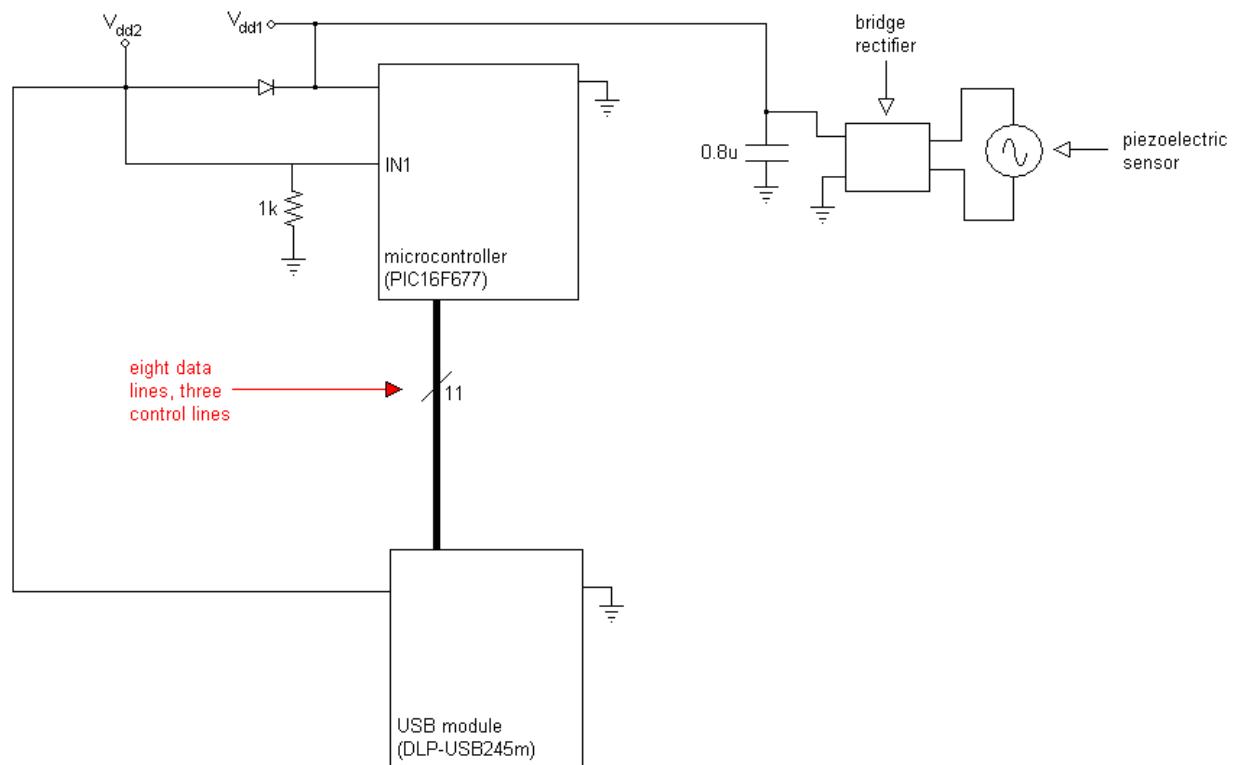 Vdd2
Vdd1
bridge
rectifier
piezoelectric
sensor
0.8u
IN1
1k
microcontroller
(PIC16F677)
eight data
lines, three
control lines
11
USB module
(DLP-USB245m)